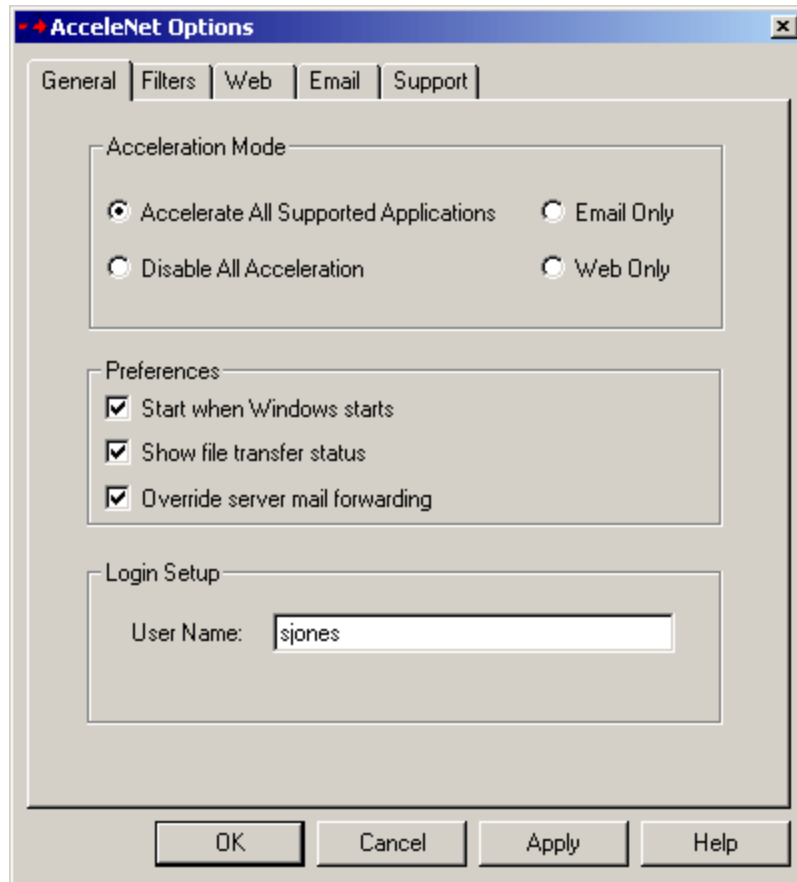 AcceleNet Options
General Filters Web Email Support
Acceleration Mode
Accelerate All Supported Applications Email Only
Disable All Acceleration Web Only
Preferences
Start when Windows starts
Show file transfer status
Override server mail forwarding
Login Setup
User Name: sjones
OK Cancel Apply Help